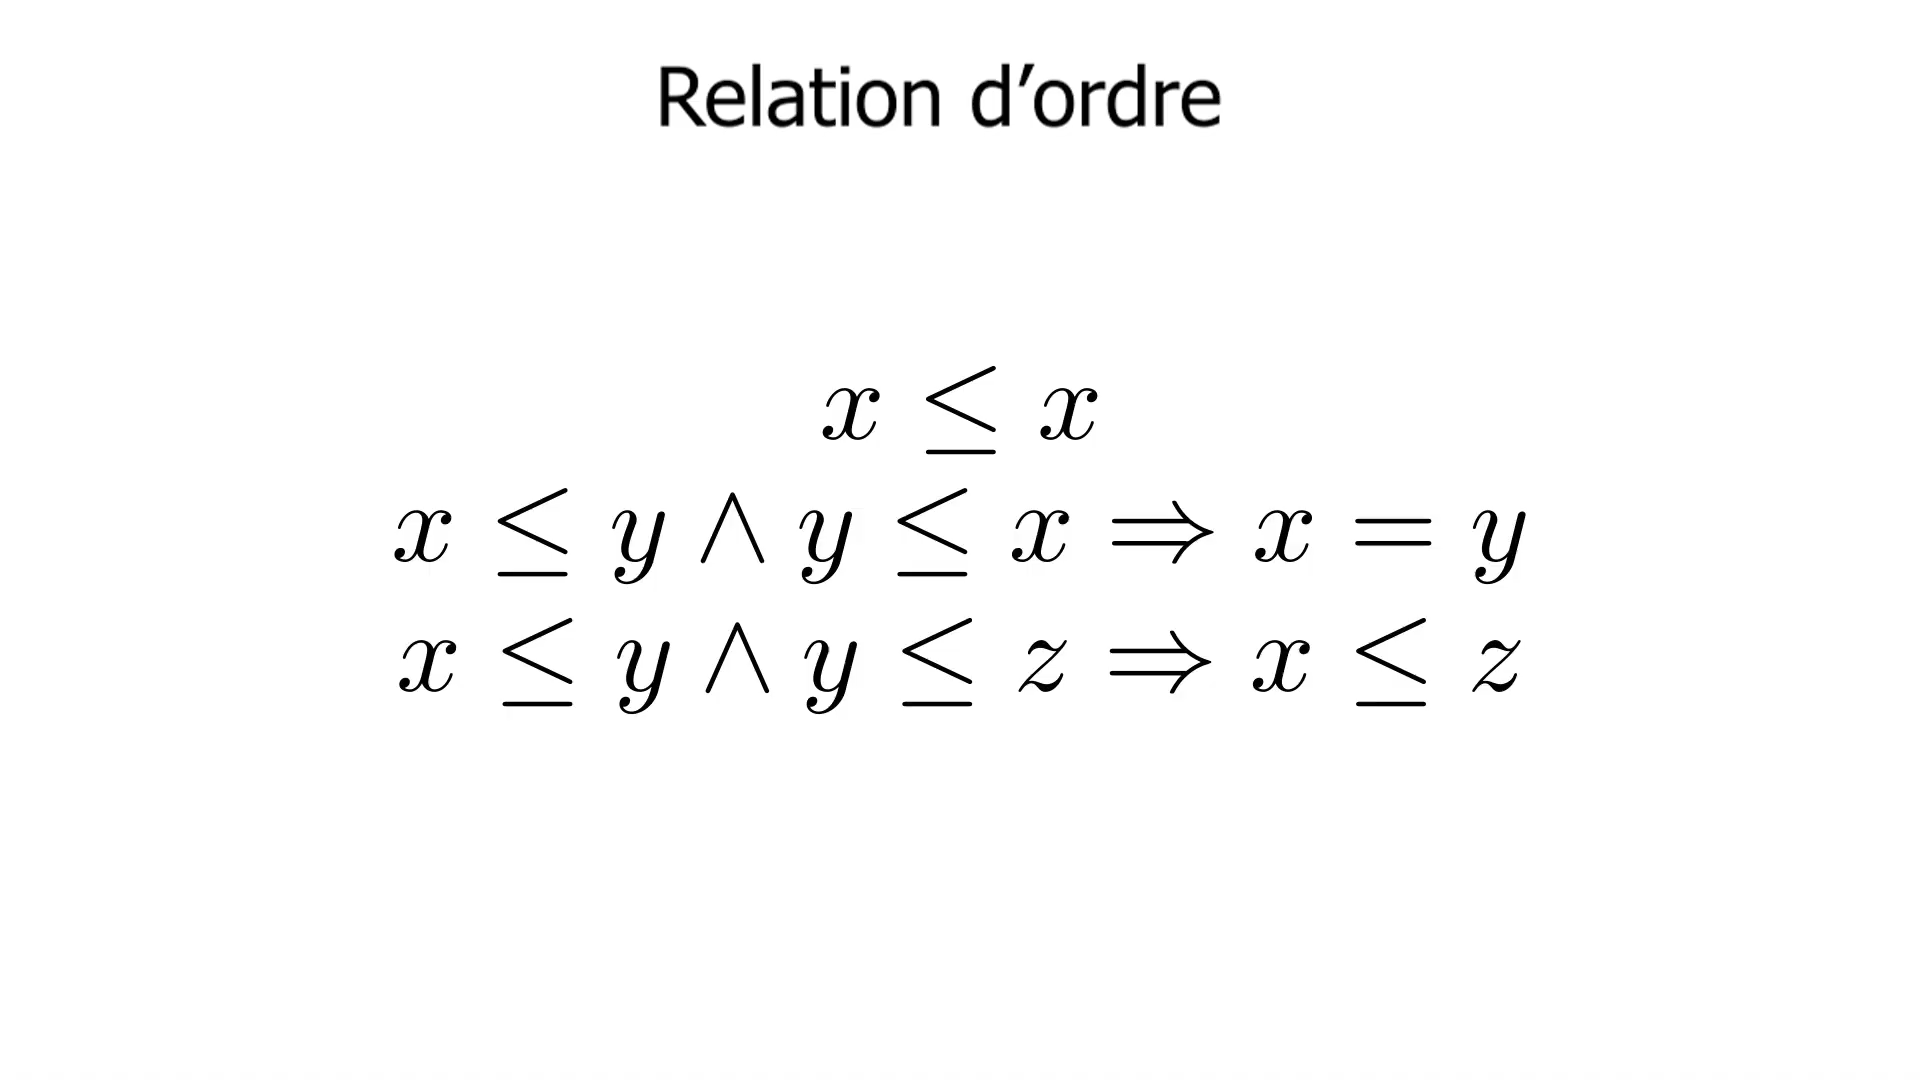 Relation d’ordre
x ≤ x
x ≤ y ∧ y ≤ x ⇒ x = y
x ≤ y ∧ y ≤ z ⇒ x ≤ z